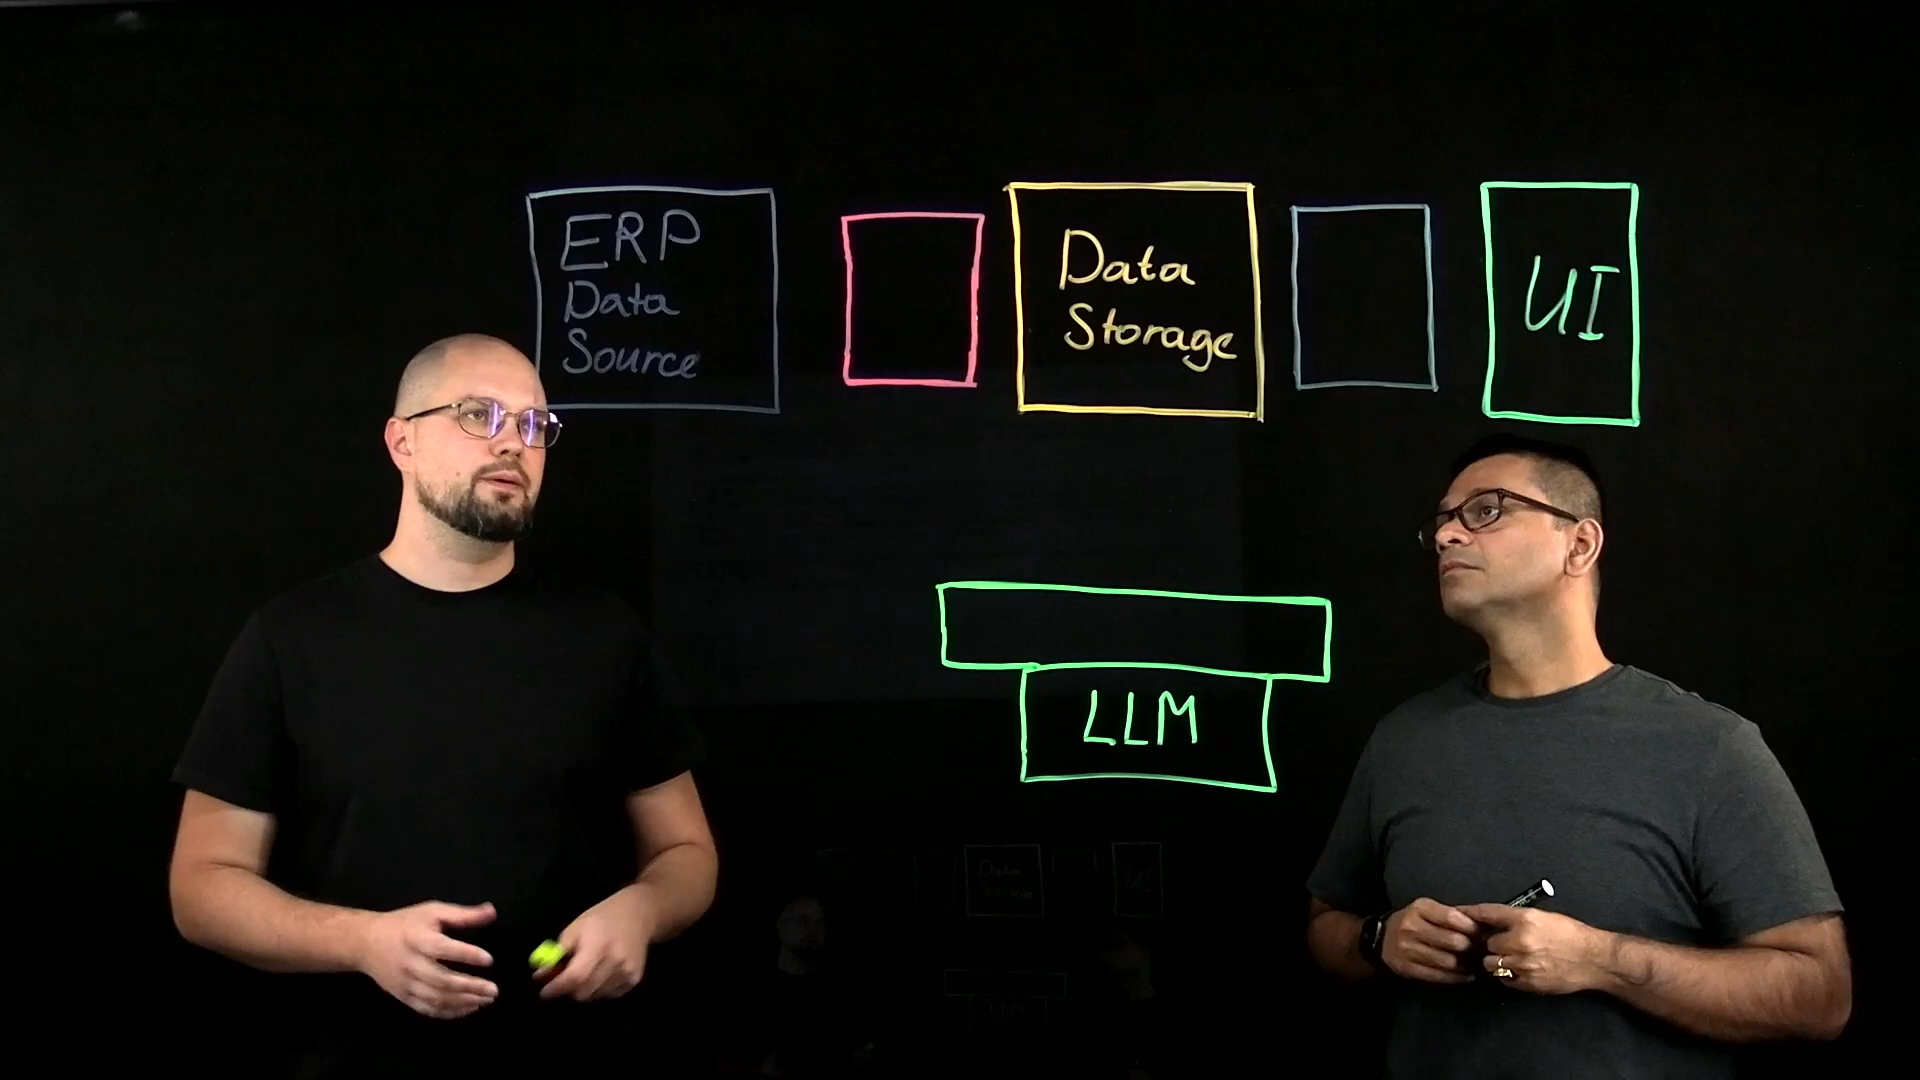 ERP
Data
Source
Data
Storage
UI
LLM